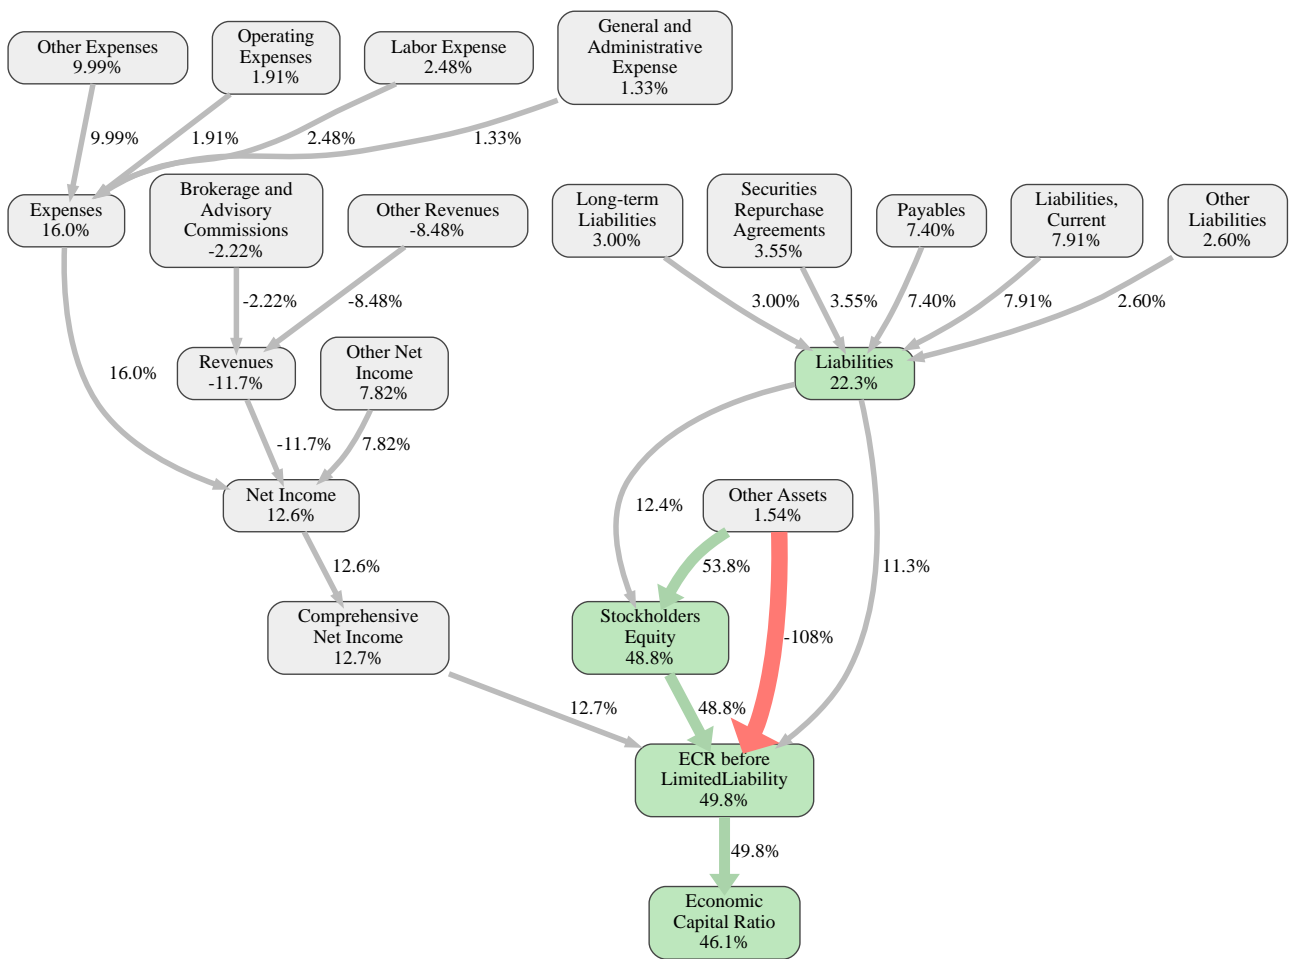 Other Expenses
9.99%
Operating
Expenses
1.91%
Labor Expense
2.48%
General and
Administrative
Expense
1.33%
9.99%
1.91%
2.48%
1.33%
Expenses
16.0%
Brokerage and
Advisory
Commissions
-2.22%
Other Revenues
-8.48%
Long-term
Liabilities
3.00%
Securities
Repurchase
Agreements
3.55%
Payables
7.40%
Liabilities,
Current
7.91%
Other
Liabilities
2.60%
-2.22%
-8.48%
3.00%
3.55%
7.40%
7.91%
2.60%
16.0%
Revenues
-11.7%
Other Net
Income
7.82%
Liabilities
22.3%
-11.7%
7.82%
Net Income
12.6%
12.4%
Other Assets
1.54%
12.6%
53.8%
11.3%
Comprehensive
Net Income
12.7%
Stockholders
Equity
48.8%
-108%
12.7%
48.8%
ECR before
LimitedLiability
49.8%
49.8%
Economic
Capital Ratio
46.1%